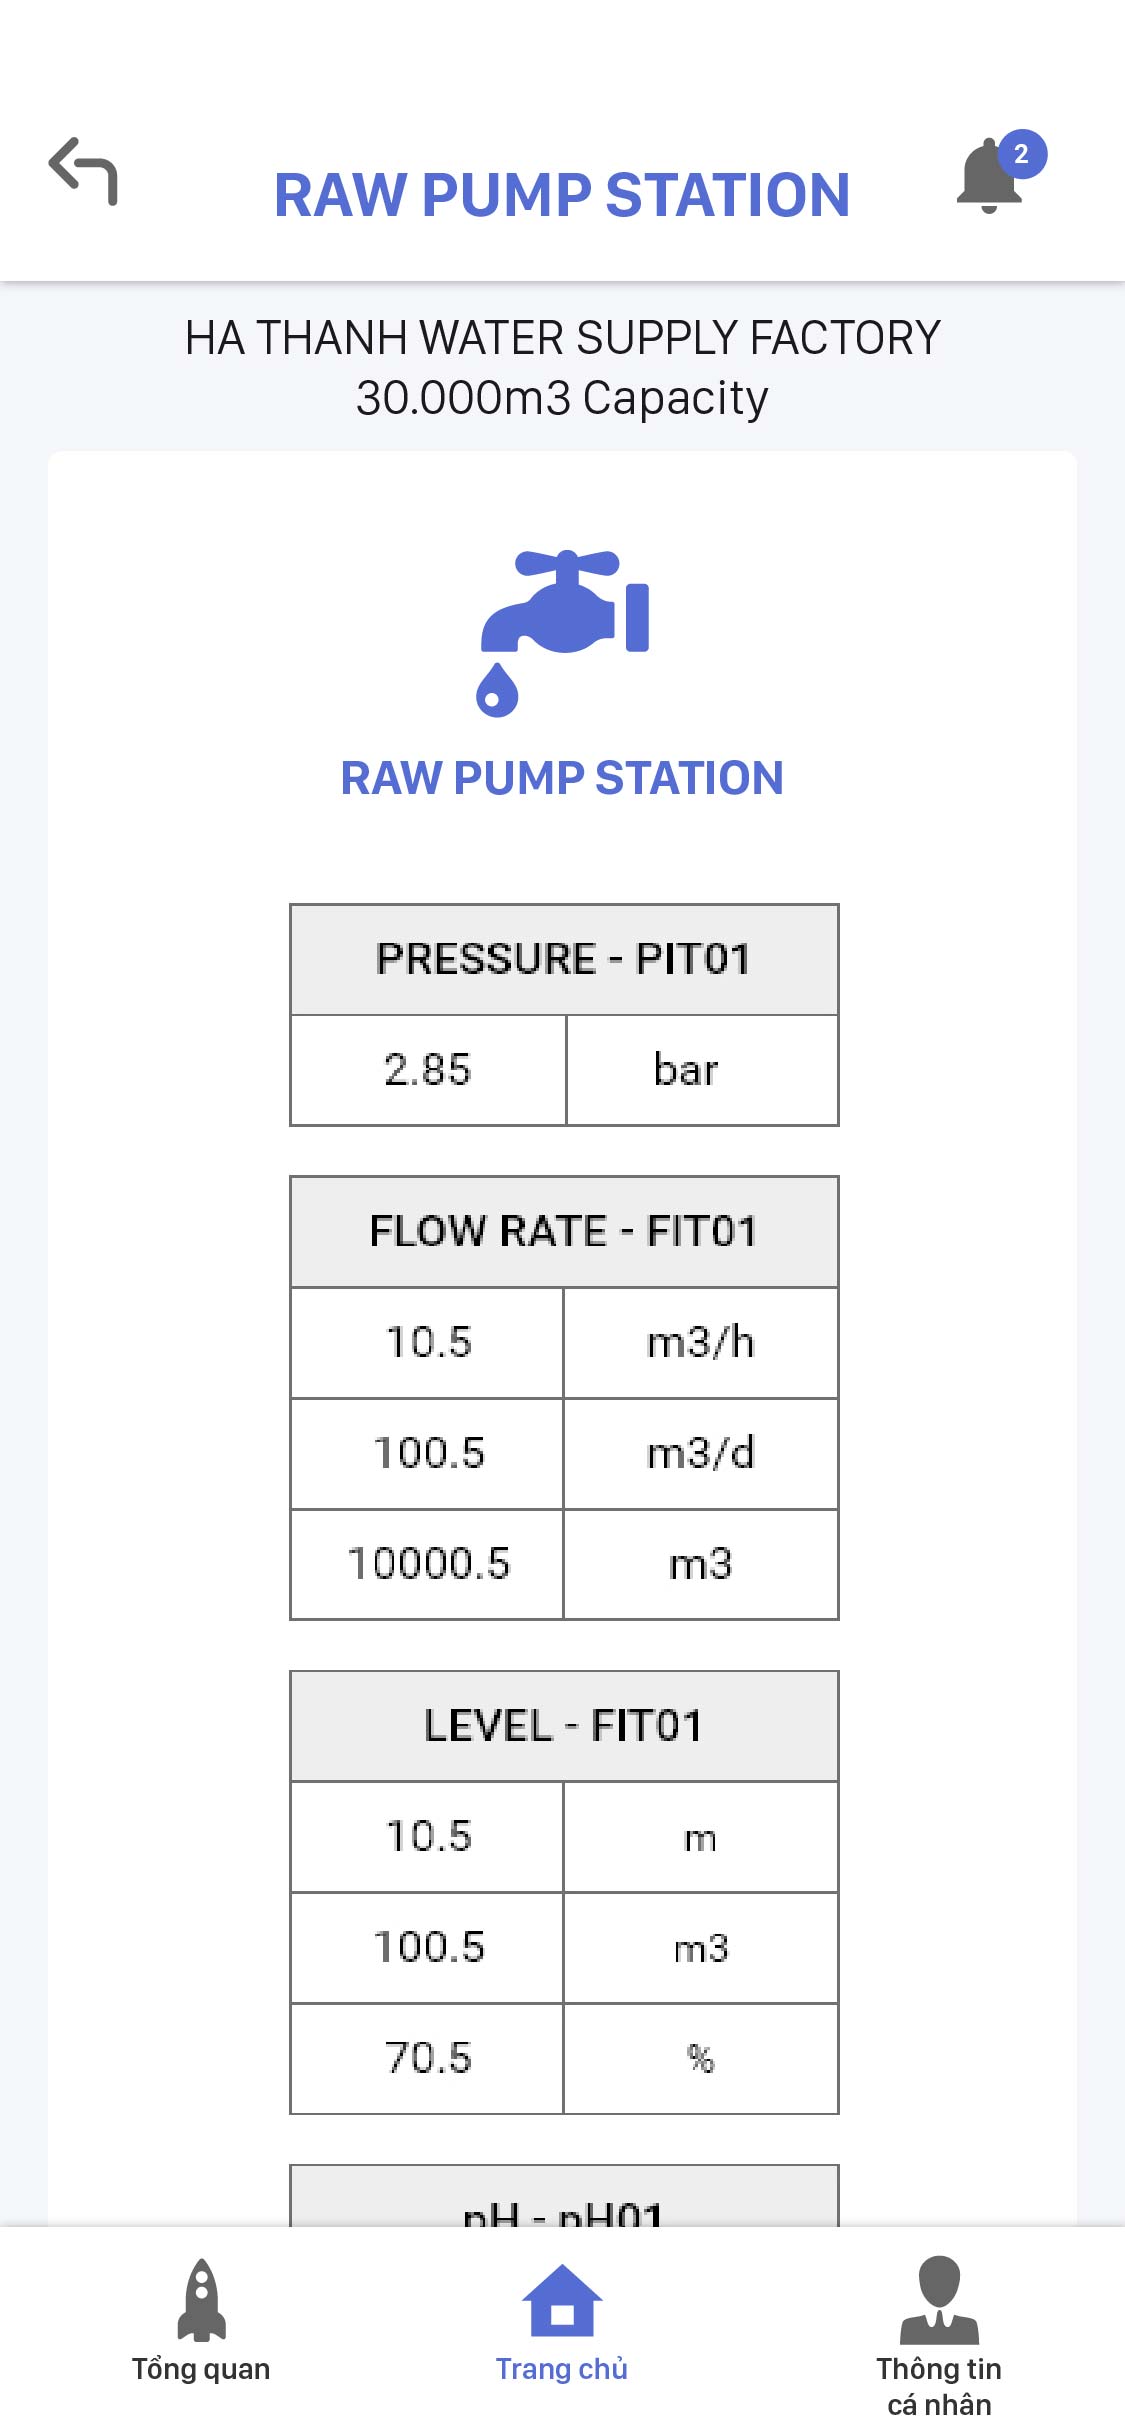 2
RAW PUMP STATION
HA THANH WATER SUPPLY FACTORY
30.000m3 Capacity
RAW PUMP STATION
PRESSURE - PIT01
2.85 bar
FLOW RATE - FIT01
10.5 m3/h
100.5 m3/d
10000.5 m3
LEVEL - FIT01
10.5 m
100.5 m3
70.5 %
pH - pH01
Tổng quan
Trang chủ
Thông tin
cá nhân